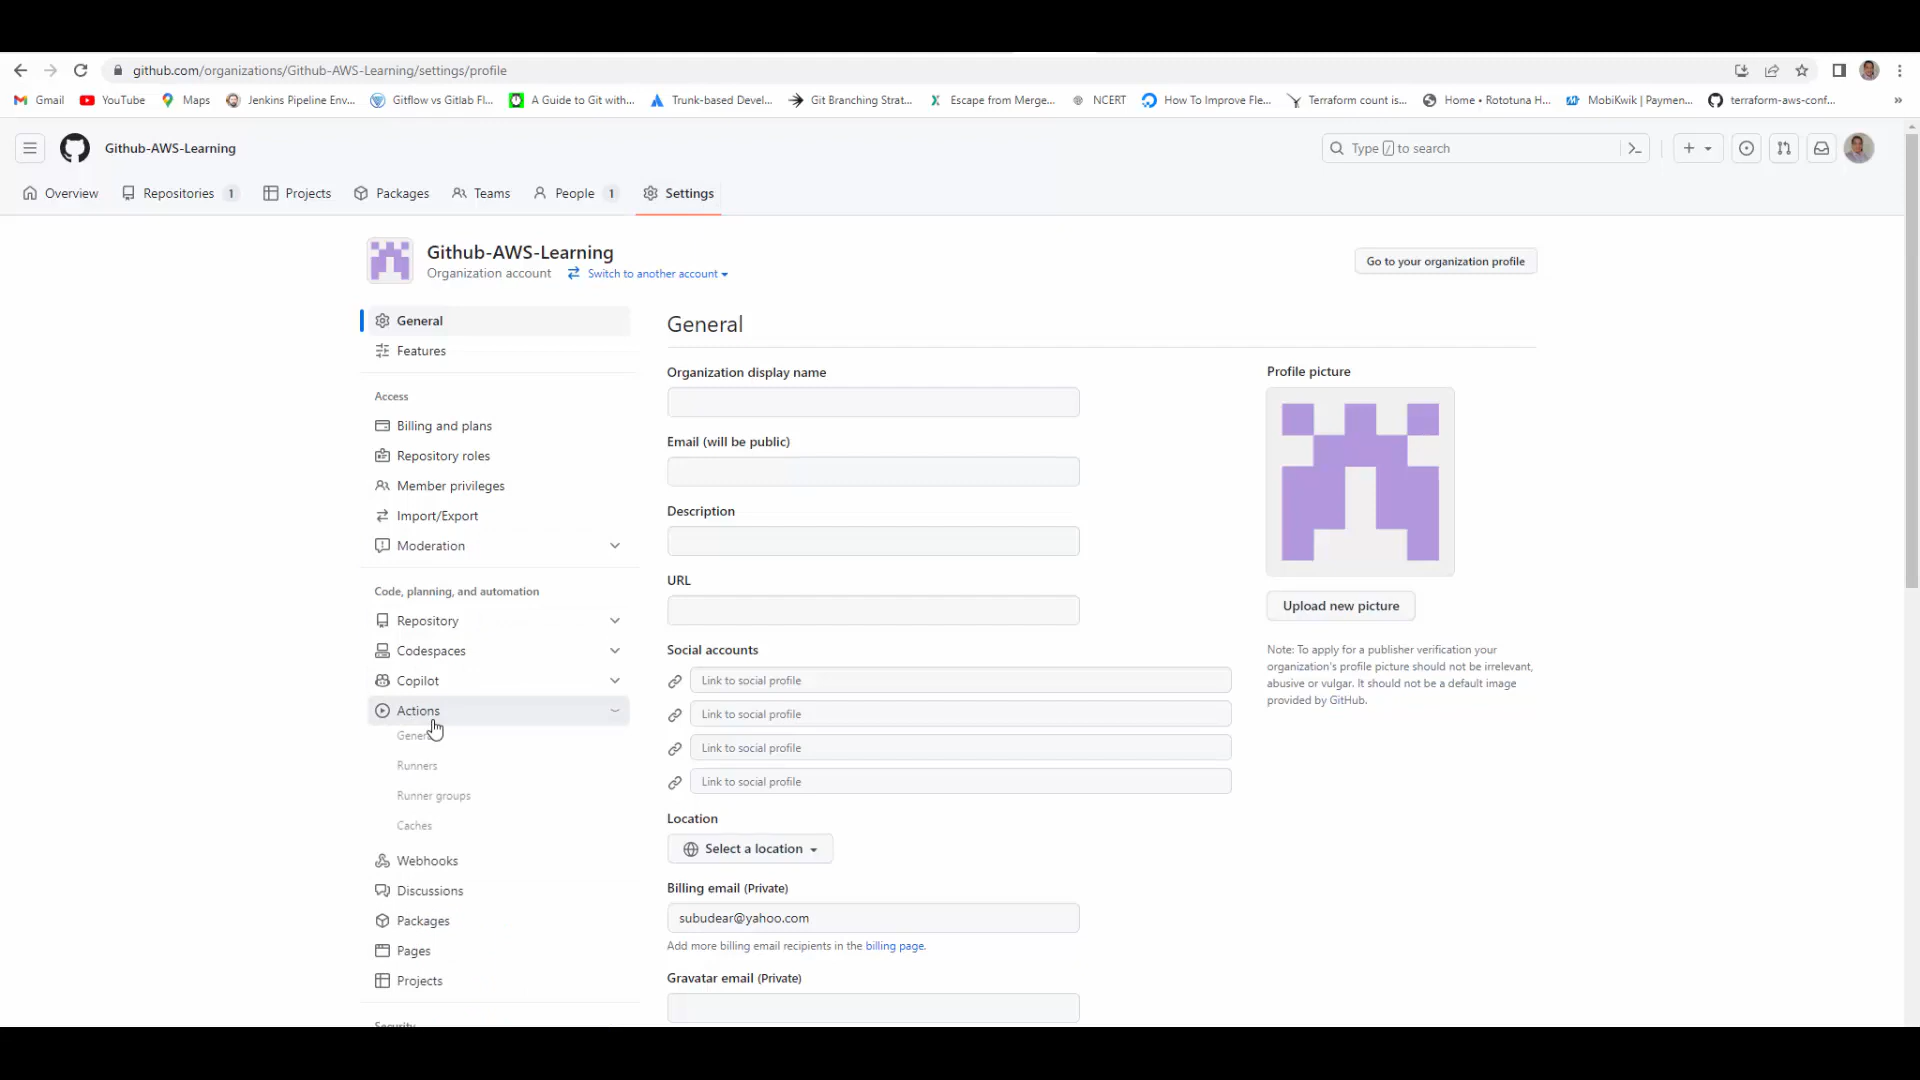 github.com/organizations/Github-AWS-Learning/settings/profile
Gmail YouTube Maps Jenkins Pipeline Env... Gitflow vs Gitlab Fl... A Guide to Git with... Trunk-based Devel... Git Branching Strat... Escape from Merge... NCERT How To Improve Fle... Terraform count is... Home • Rototuna H... MobiKwik | Paymen... terraform-aws-conf... »
Github-AWS-Learning
Type / to search
Overview Repositories 1 Projects Packages Teams People 1 Settings
Github-AWS-Learning
Organization account Switch to another account
Go to your organization profile
General
Features
Access
Billing and plans
Repository roles
Member privileges
Import/Export
Moderation
Code, planning, and automation
Repository
Codespaces
Copilot
Actions
Runners
Runner groups
Caches
Webhooks
Discussions
Packages
Pages
Projects
Security
General
Organization display name
Email (will be public)
Description
URL
Social accounts
Link to social profile
Link to social profile
Link to social profile
Link to social profile
Location
Select a location
Billing email (Private)
subudear@yahoo.com
Add more billing email recipients in the billing page.
Gravatar email (Private)
Profile picture
Upload new picture
Note: To apply for a publisher verification your
organization's profile picture should not be irrelevant,
abusive or vulgar. It should not be a default image
provided by GitHub.